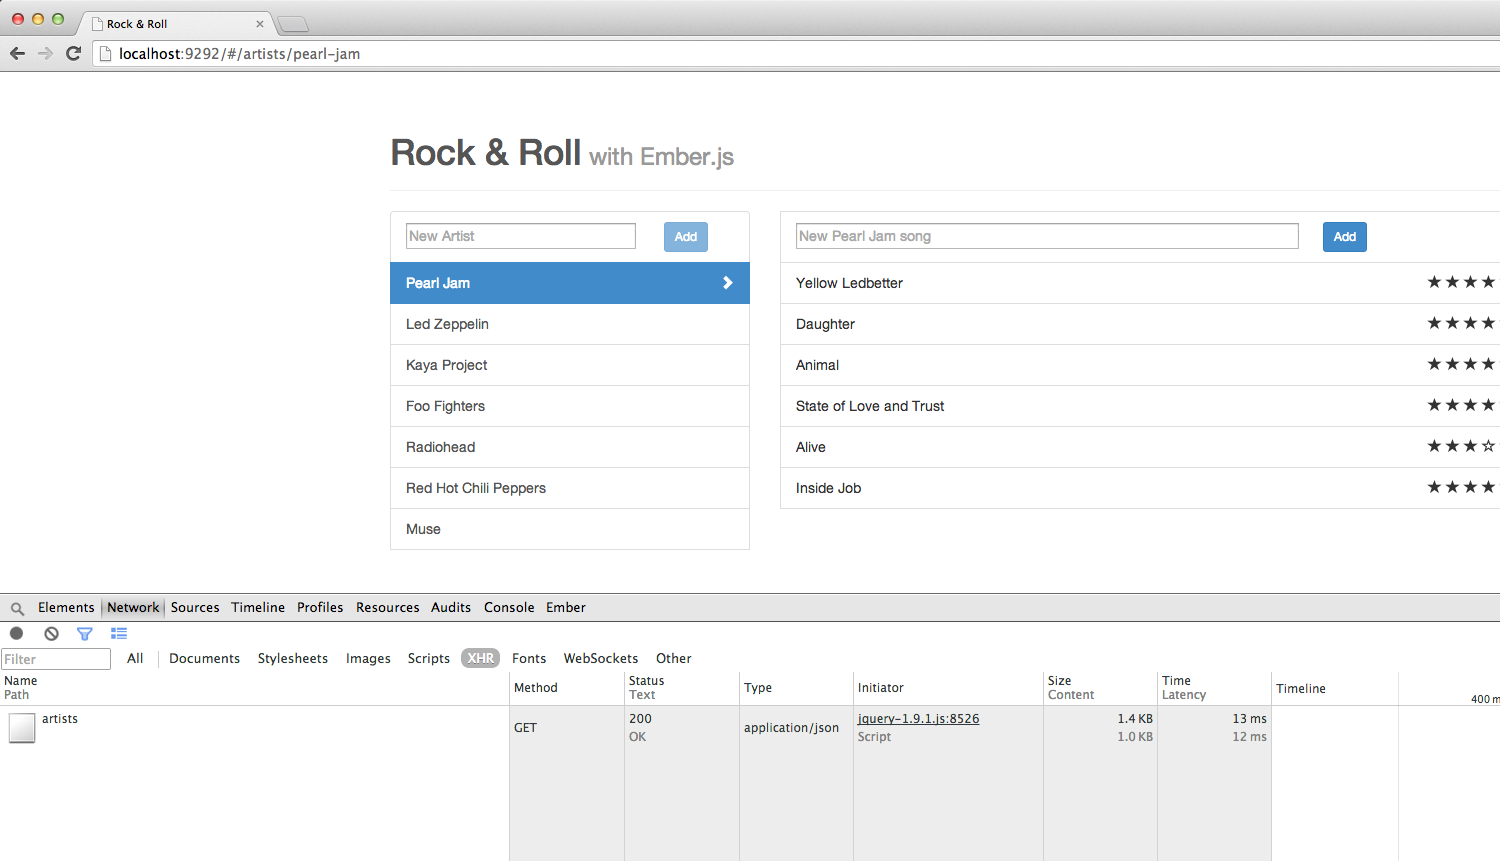 Rock & Roll
localhost:9292/#/artists/pearl-jam
Rock & Roll with Ember.js
New Artist Add
Pearl Jam
Led Zeppelin
Kaya Project
Foo Fighters
Radiohead
Red Hot Chili Peppers
Muse
New Pearl Jam song Add
Yellow Ledbetter ★★★★
Daughter ★★★★
Animal ★★★★
State of Love and Trust ★★★★
Alive ★★★☆
Inside Job ★★★★
Elements Network Sources Timeline Profiles Resources Audits Console Ember
Filter All Documents Stylesheets Images Scripts XHR Fonts WebSockets Other
Name Status Size Time
Method Type Initiator Timeline
Path Text Content Latency
400 m
artists 200 jquery-1.9.1.js:8526 1.4 KB 13 ms
GET application/json
OK Script 1.0 KB 12 ms